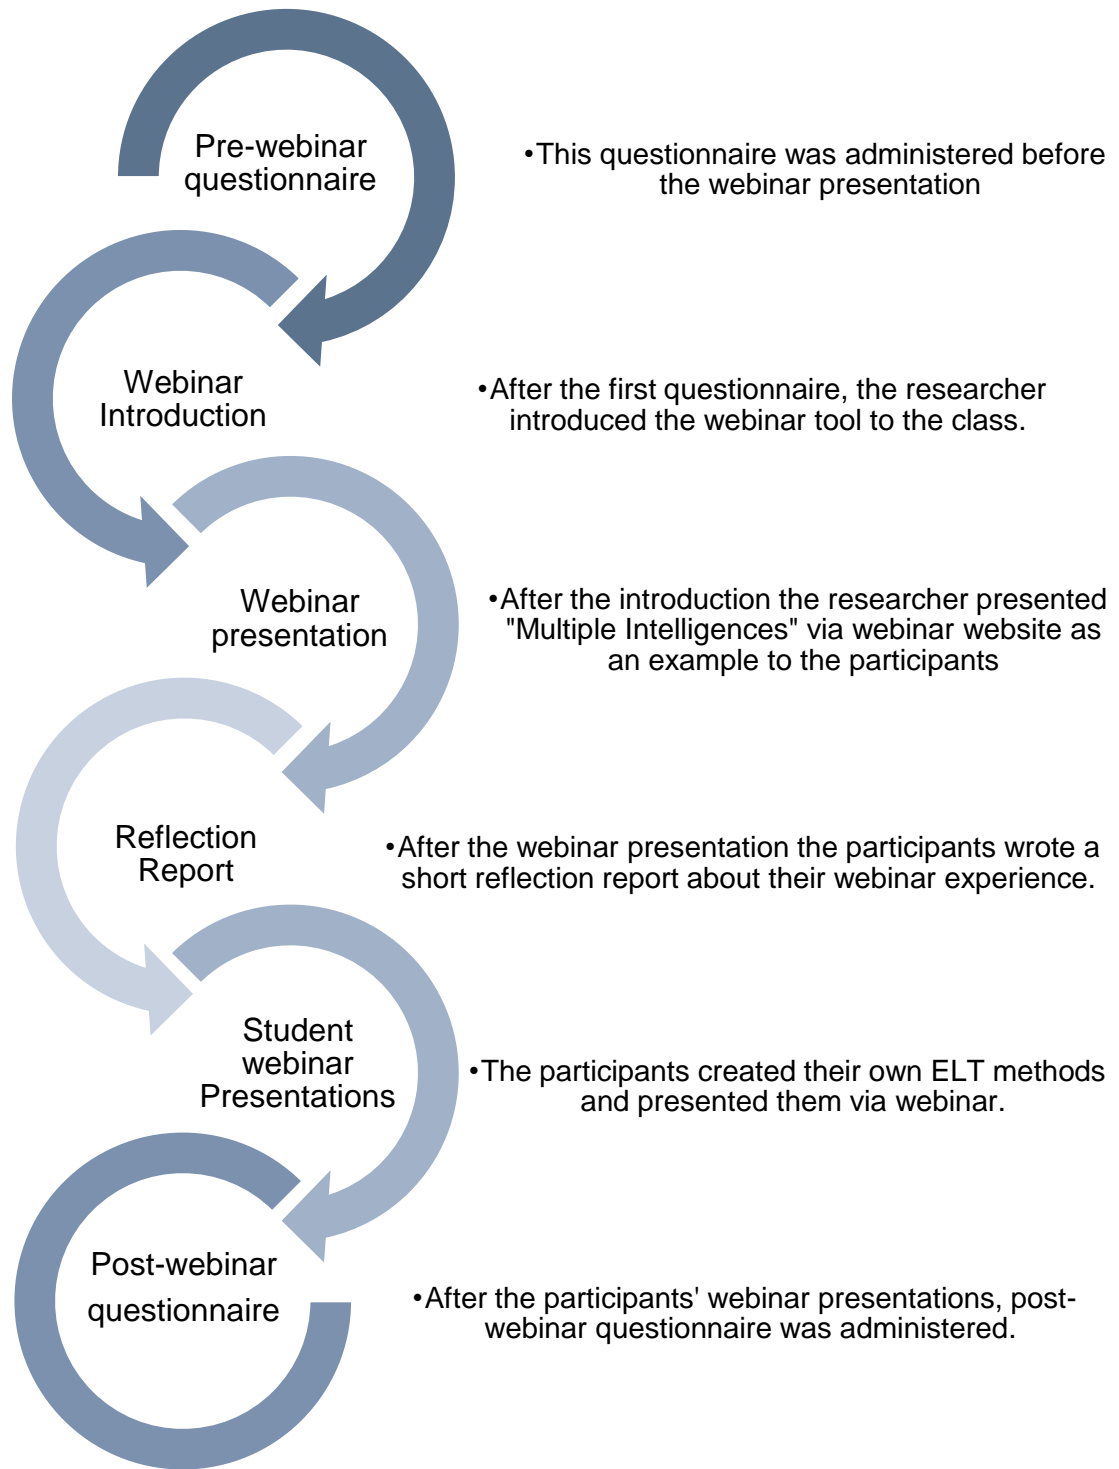 Pre-webinar
questionnaire
•This questionnaire was administered before
the webinar presentation
Webinar
Introduction
•After the first questionnaire, the researcher
introduced the webinar tool to the class.
Webinar
presentation
•After the introduction the researcher presented
"Multiple Intelligences" via webinar website as
an example to the participants
Reflection
Report
•After the webinar presentation the participants wrote a
short reflection report about their webinar experience.
Student
webinar
Presentations
•The participants created their own ELT methods
and presented them via webinar.
Post-webinar
questionnaire
•After the participants' webinar presentations, post-
webinar questionnaire was administered.